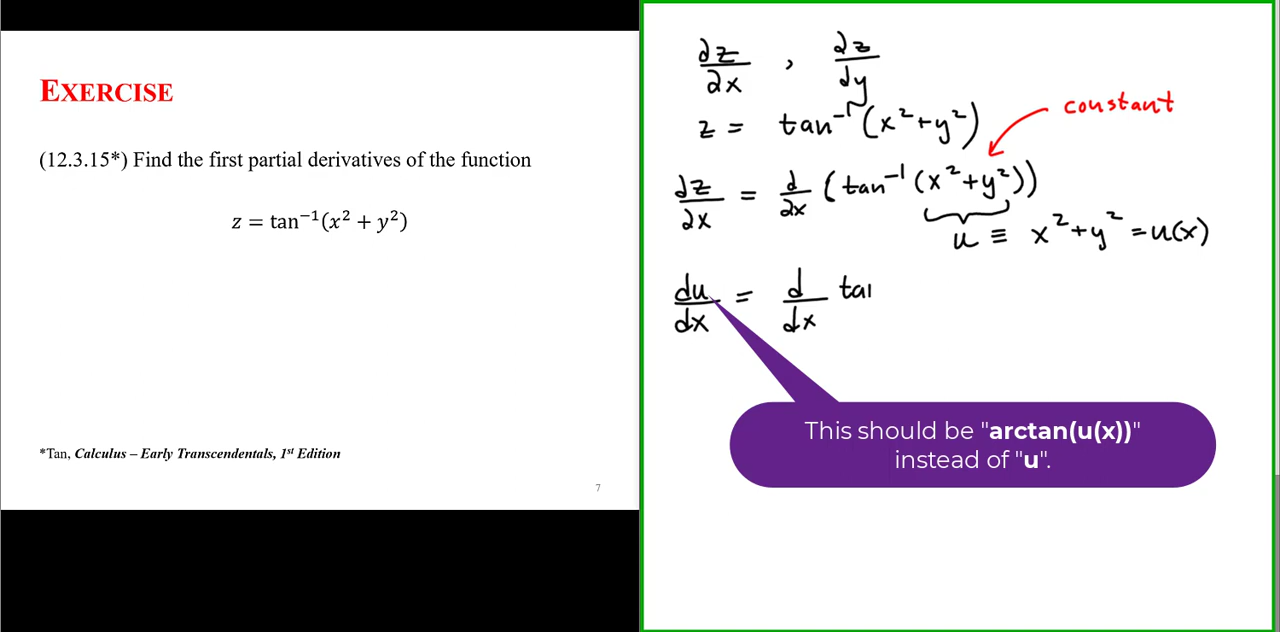 EXERCISE
(12.3.15*) Find the first partial derivatives of the function
z = tan⁻¹(x² + y²)
*Tan, Calculus – Early Transcendentals, 1st Edition
7
∂z/∂x , ∂z/∂y
z = tan⁻¹(x²+y²)
constant
∂z/∂x = ∂/∂x (tan⁻¹(x²+y²))
u ≡ x²+y² = u(x)
du/dx = d/dx tan
This should be "arctan(u(x))"
instead of "u".